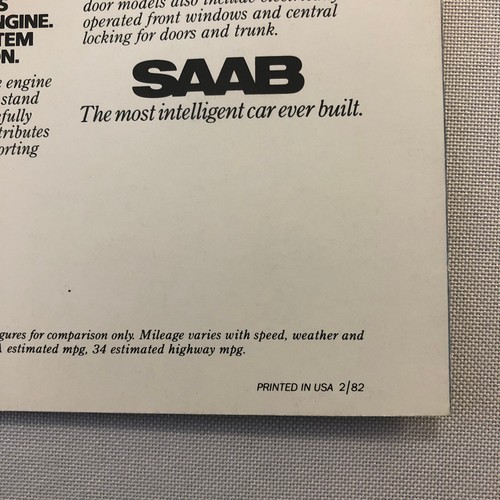 NGINE.
TEM
N.
engine
stand
fully
tributes
orting
door models also include
operated front windows and central
locking for doors and trunk.
SAAB
The most intelligent car ever built.
gures for comparison only. Mileage varies with speed, weather and
estimated mpg, 34 estimated highway mpg.
PRINTED IN USA 2/82